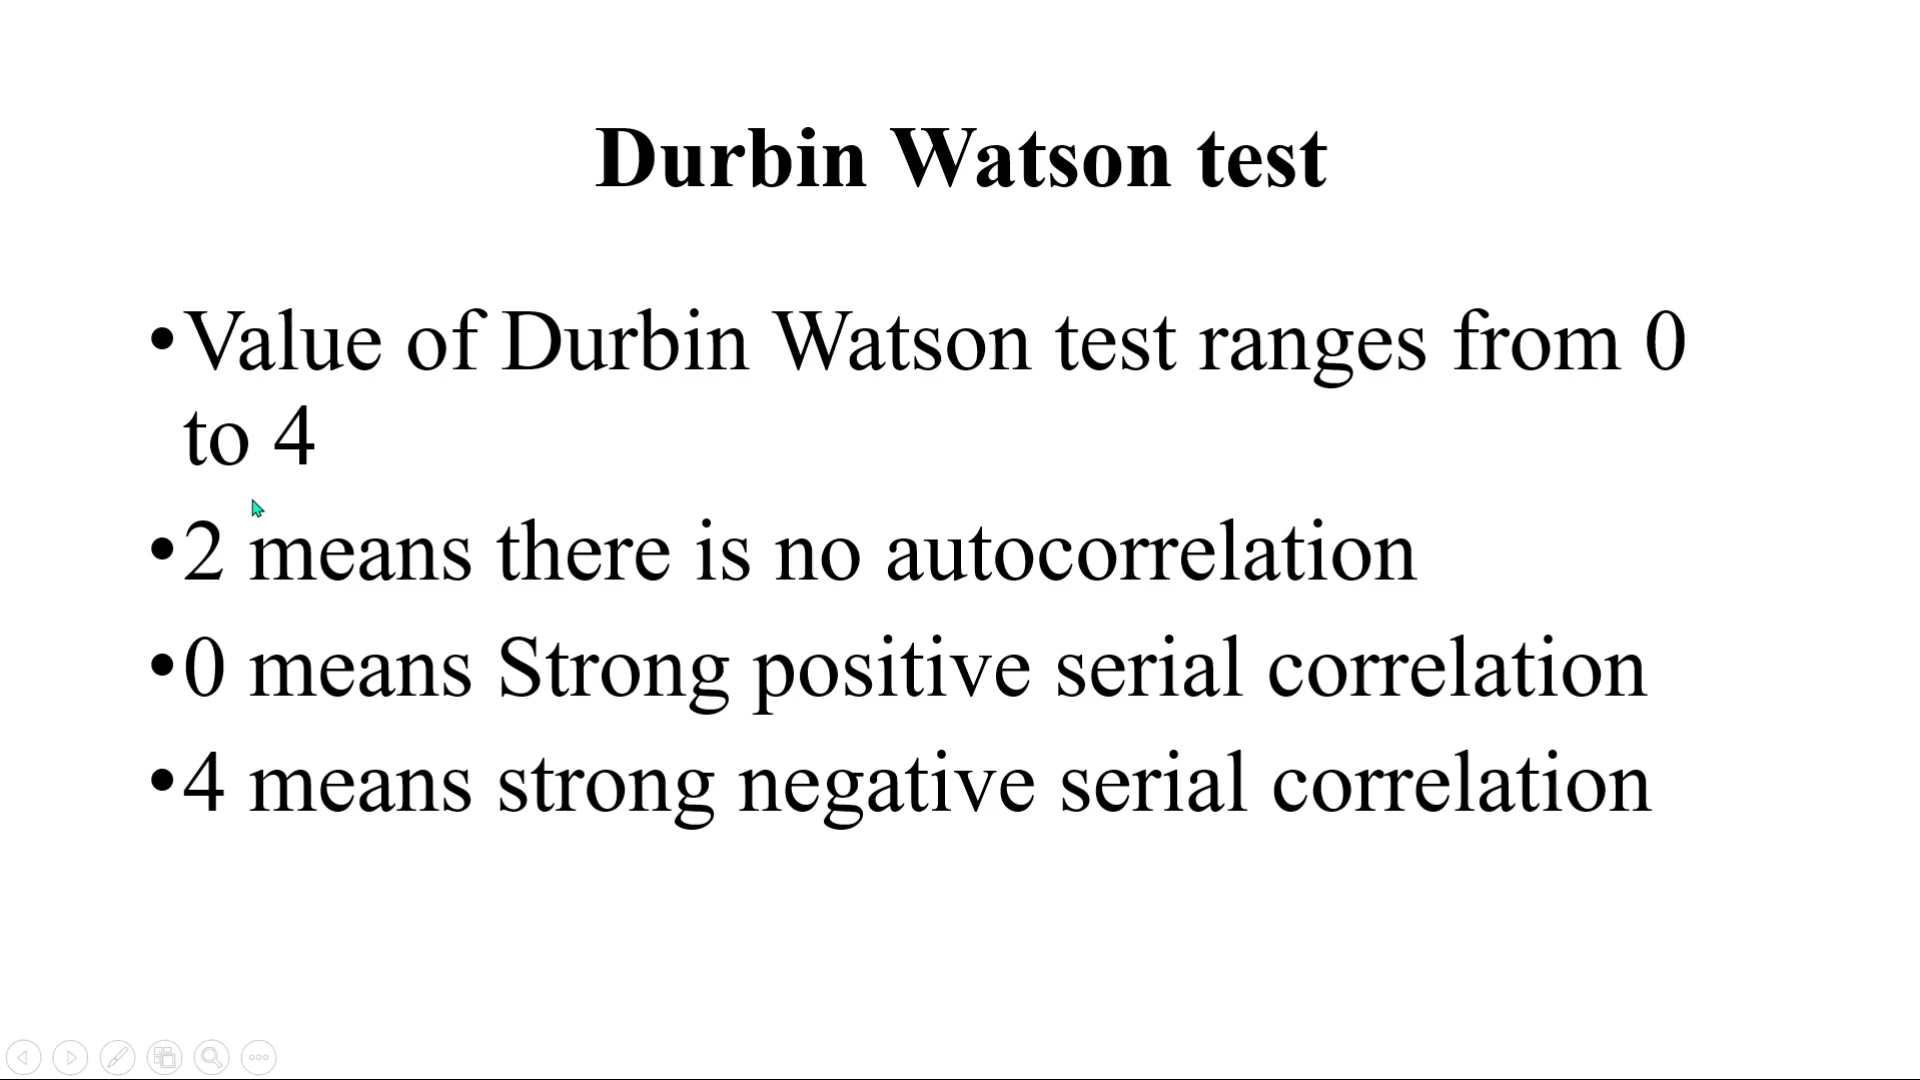 Durbin Watson test
•Value of Durbin Watson test ranges from 0
to 4
•2 means there is no autocorrelation
•0 means Strong positive serial correlation
•4 means strong negative serial correlation